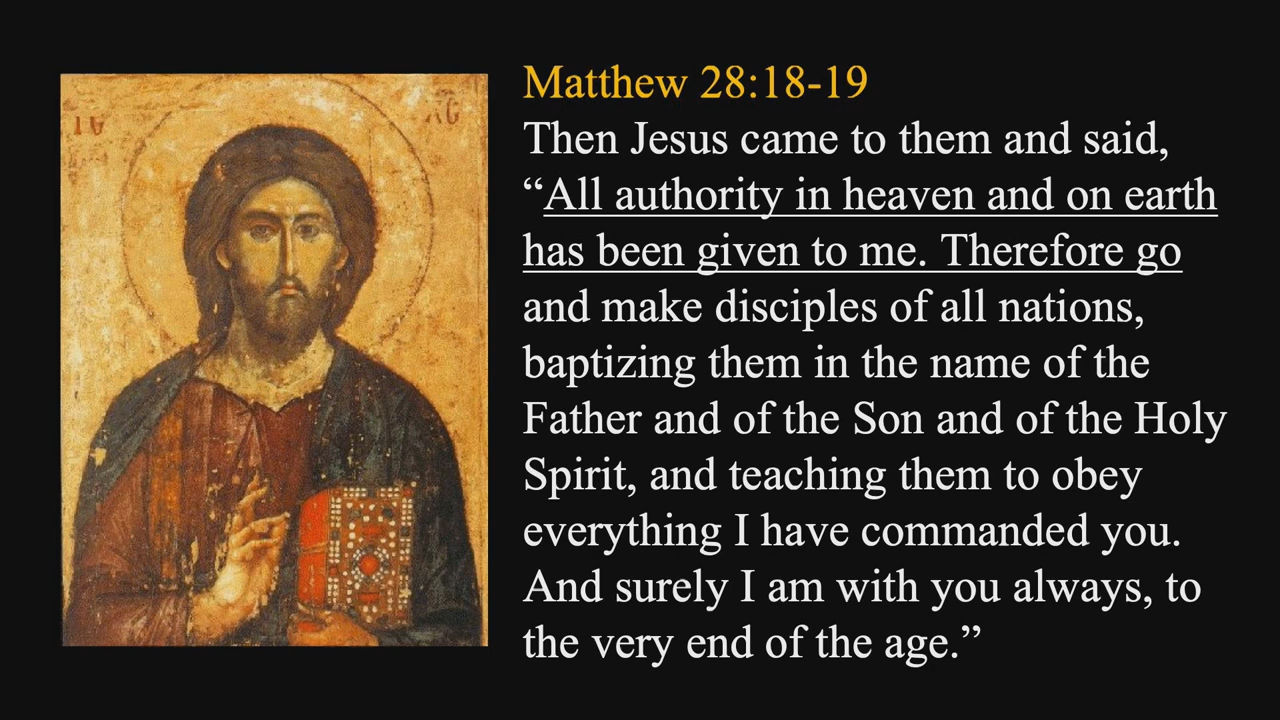 Matthew 28:18-19
Then Jesus came to them and said,
“All authority in heaven and on earth
has been given to me. Therefore go
and make disciples of all nations,
baptizing them in the name of the
Father and of the Son and of the Holy
Spirit, and teaching them to obey
everything I have commanded you.
And surely I am with you always, to
the very end of the age.”